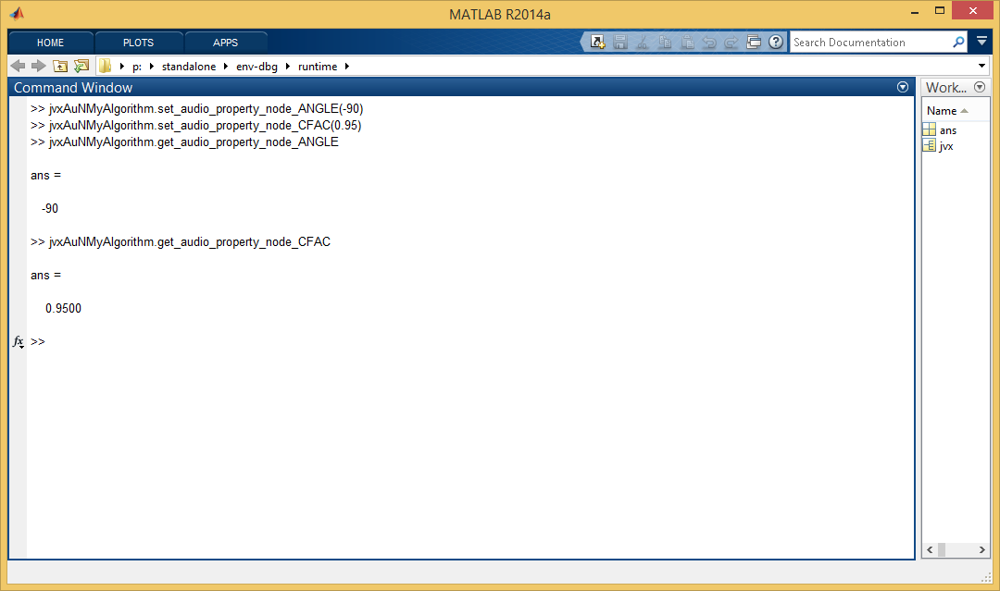 MATLAB R2014a
HOME PLOTS APPS Search Documentation
p: standalone env-dbg runtime
Command Window
>> jvxAuNMyAlgorithm.set_audio_property_node_ANGLE(-90)
>> jvxAuNMyAlgorithm.set_audio_property_node_CFAC(0.95)
>> jvxAuNMyAlgorithm.get_audio_property_node_ANGLE
ans =
-90
>> jvxAuNMyAlgorithm.get_audio_property_node_CFAC
ans =
0.9500
fx >>
Work...
Name
ans
jvx